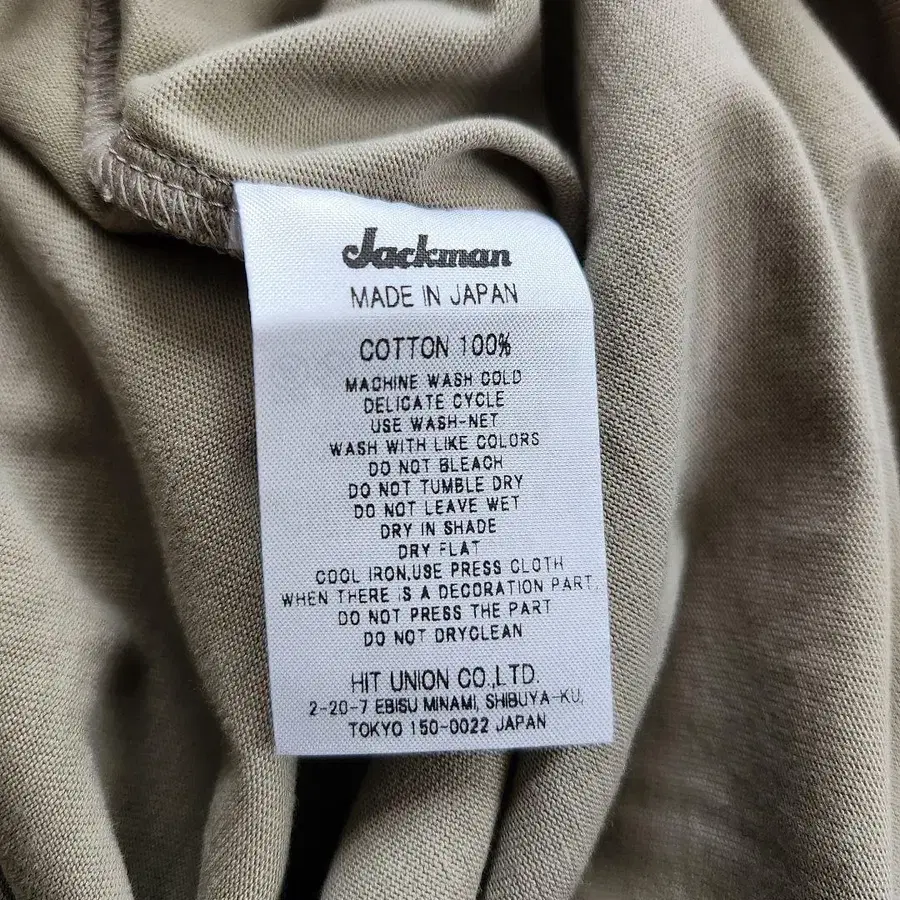 Jackman
MADE IN JAPAN
COTTON 100%
MACHINE WASH COLD
DELICATE CYCLE
USE WASH-NET
WASH WITH LIKE COLORS
DO NOT BLEACH
DO NOT TUMBLE DRY
DO NOT LEAVE WET
DRY IN SHADE
DRY FLAT
COOL IRON,USE PRESS CLOTH
WHEN THERE IS A DECORATION PART,
DO NOT PRESS THE PART
DO NOT DRYCLEAN
HIT UNION CO.,LTD.
2-20-7 EBISU MINAMI, SHIBUYA-KU,
TOKYO 150-0022 JAPAN